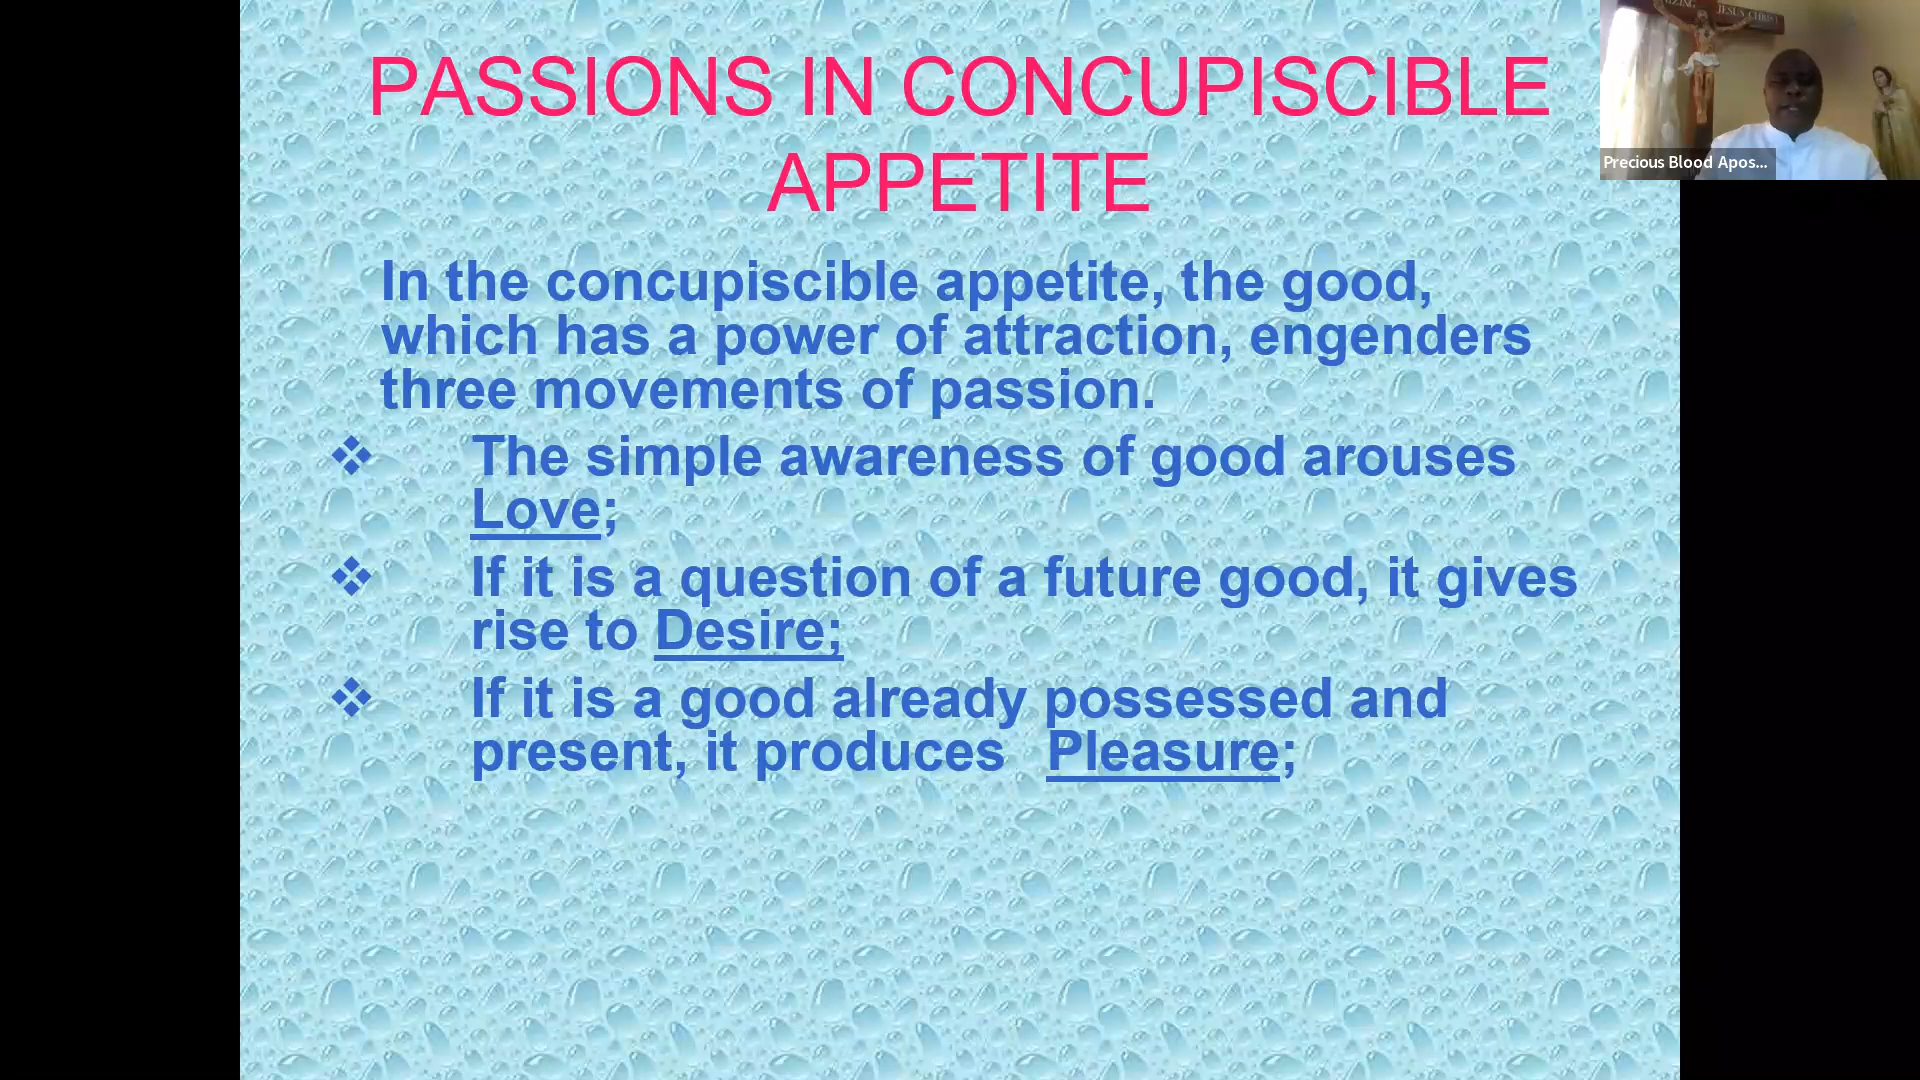 PASSIONS IN CONCUPISCIBLE
APPETITE
In the concupiscible appetite, the good,
which has a power of attraction, engenders
three movements of passion.
❖ The simple awareness of good arouses
Love;
❖ If it is a question of a future good, it gives
rise to Desire;
❖ If it is a good already possessed and
present, it produces Pleasure;
JESUS CHRIST
Precious Blood Apos...